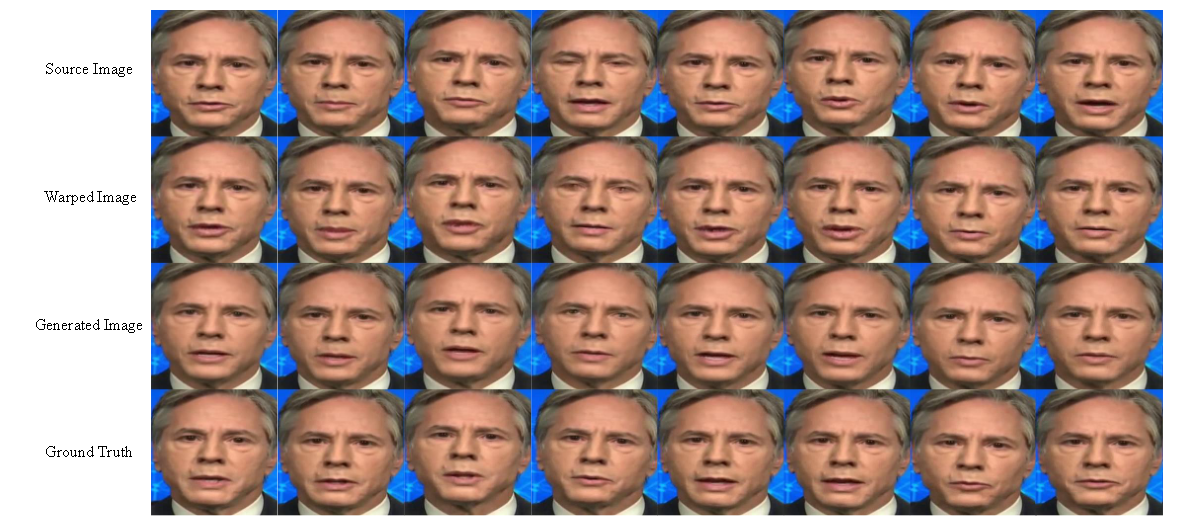 Source Image
Warped Image
Generated Image
Ground Truth